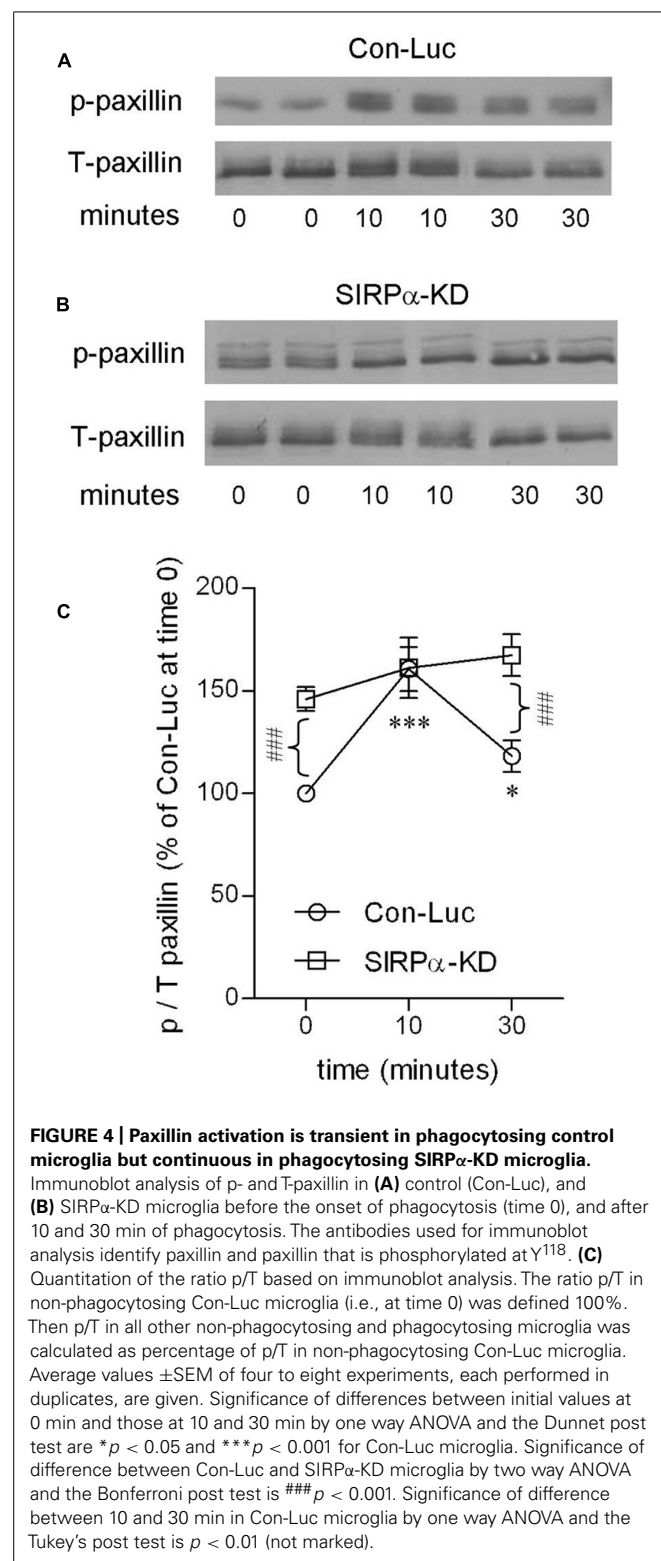 A
Con-Luc
p-paxillin
T-paxillin
minutes 0 0 10 10 30 30
B
SIRPα-KD
p-paxillin
T-paxillin
minutes 0 0 10 10 30 30
C
p / T paxillin (% of Con-Luc at time 0)
200
150
100
50
0
###
***
###
*
Con-Luc
SIRPα-KD
0 10 30
time (minutes)
FIGURE 4 | Paxillin activation is transient in phagocytosing control
microglia but continuous in phagocytosing SIRPα-KD microglia.
Immunoblot analysis of p- and T-paxillin in (A) control (Con-Luc), and
(B) SIRPα-KD microglia before the onset of phagocytosis (time 0), and after
10 and 30 min of phagocytosis. The antibodies used for immunoblot
analysis identify paxillin and paxillin that is phosphorylated at Y118. (C)
Quantitation of the ratio p/T based on immunoblot analysis. The ratio p/T in
non-phagocytosing Con-Luc microglia (i.e., at time 0) was defined 100%.
Then p/T in all other non-phagocytosing and phagocytosing microglia was
calculated as percentage of p/T in non-phagocytosing Con-Luc microglia.
Average values ±SEM of four to eight experiments, each performed in
duplicates, are given. Significance of differences between initial values at
0 min and those at 10 and 30 min by one way ANOVA and the Dunnet post
test are *p < 0.05 and ***p < 0.001 for Con-Luc microglia. Significance of
difference between Con-Luc and SIRPα-KD microglia by two way ANOVA
and the Bonferroni post test is ###p < 0.001. Significance of difference
between 10 and 30 min in Con-Luc microglia by one way ANOVA and the
Tukey's post test is p < 0.01 (not marked).